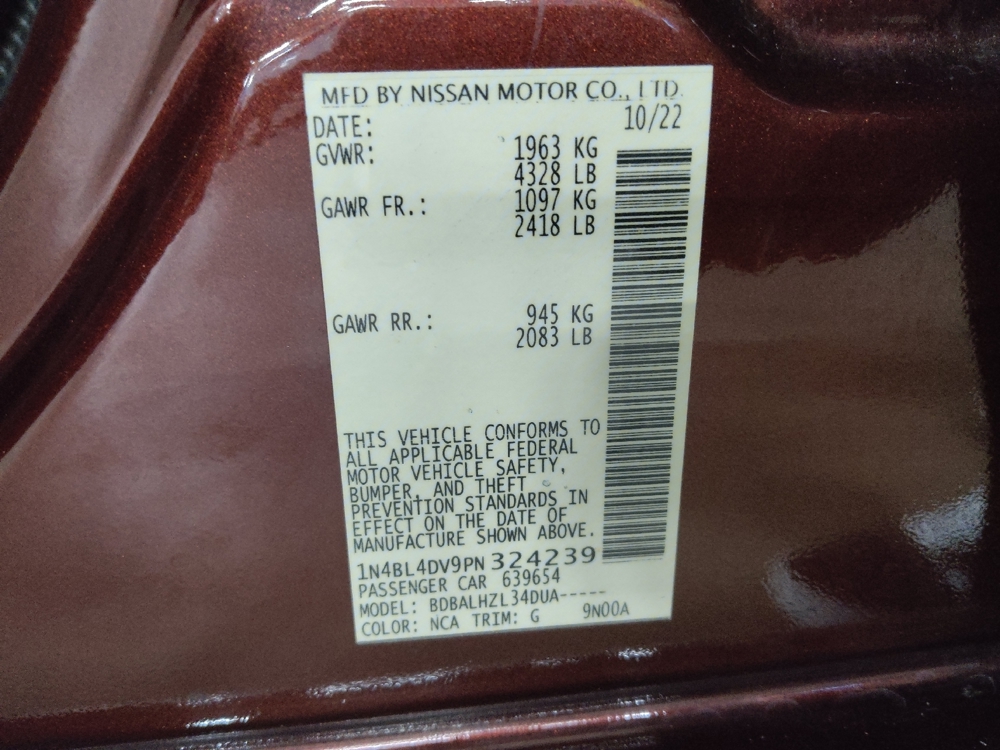 MFD BY NISSAN MOTOR CO., LTD.
DATE: 10/22
GVWR: 1963 KG
4328 LB
GAWR FR.: 1097 KG
2418 LB
GAWR RR.: 945 KG
2083 LB
THIS VEHICLE CONFORMS TO
ALL APPLICABLE FEDERAL
MOTOR VEHICLE SAFETY,
BUMPER, AND THEFT
PREVENTION STANDARDS IN
EFFECT ON THE DATE OF
MANUFACTURE SHOWN ABOVE.
1N4BL4DV9PN 324239
PASSENGER CAR 639654
MODEL: BDBALHZL34DUA-----
COLOR: NCA TRIM: G 9N00A